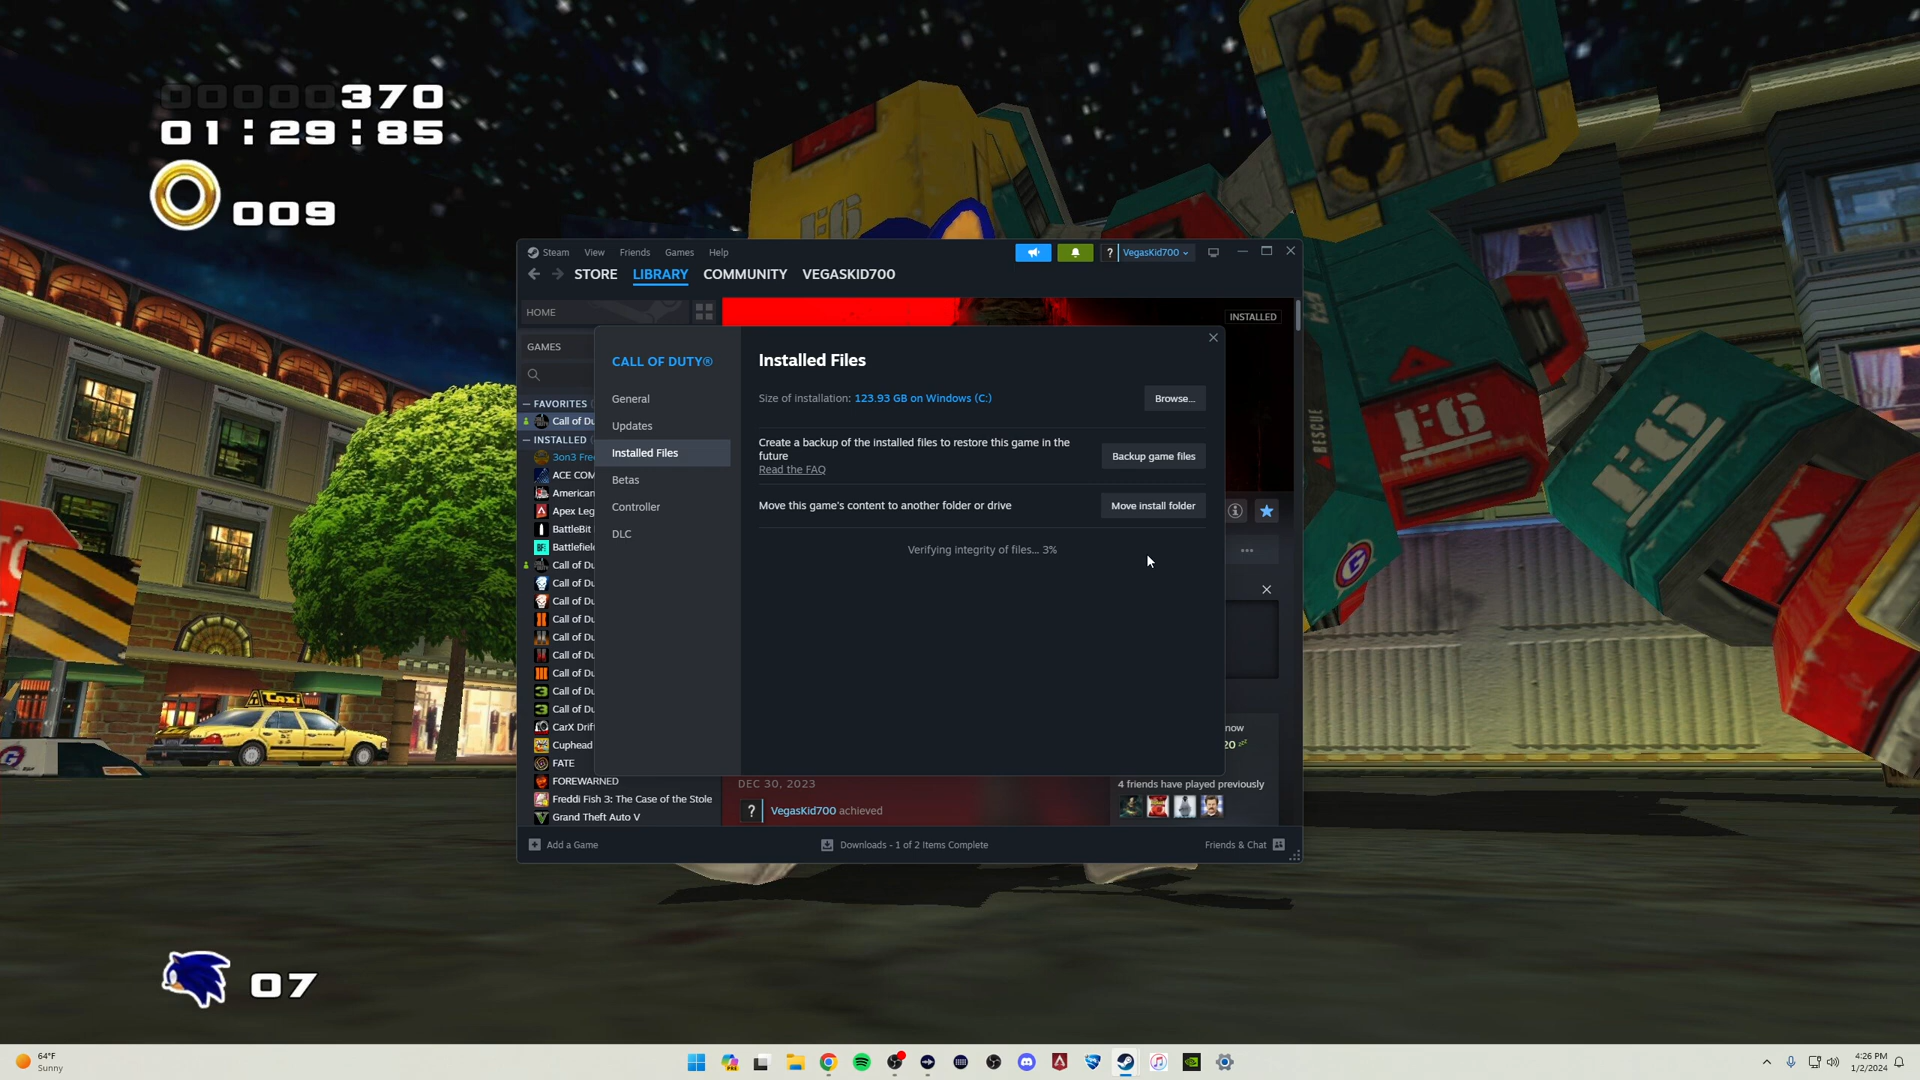 00000370
01:29:85
009
F6
F6
F6
RESCUE
G
Taxi
G
07
Steam View Friends Games Help
? VegasKid700
STORE LIBRARY COMMUNITY VEGASKID700
HOME
INSTALLED
GAMES
FAVORITES
Call of Du
INSTALLED
3on3 Free
ACE COM
American
Apex Leg
BattleBit
Battlefiel
Call of Du
Call of Du
Call of Du
Call of Du
Call of Du
Call of Du
Call of Du
Call of Du
Call of Du
CarX Drif
Cuphead
FATE
FOREWARNED
Freddi Fish 3: The Case of the Stole
Grand Theft Auto V
CALL OF DUTY®
General
Updates
Installed Files
Betas
Controller
DLC
Installed Files
Size of installation: 123.93 GB on Windows (C:)
Browse...
Create a backup of the installed files to restore this game in the
future
Read the FAQ
Backup game files
Move this game's content to another folder or drive
Move install folder
Verifying integrity of files... 3%
now
20
DEC 30, 2023
? VegasKid700 achieved
4 friends have played previously
Add a Game
Downloads - 1 of 2 Items Complete
Friends & Chat
64°F
Sunny
4:26 PM
1/2/2024